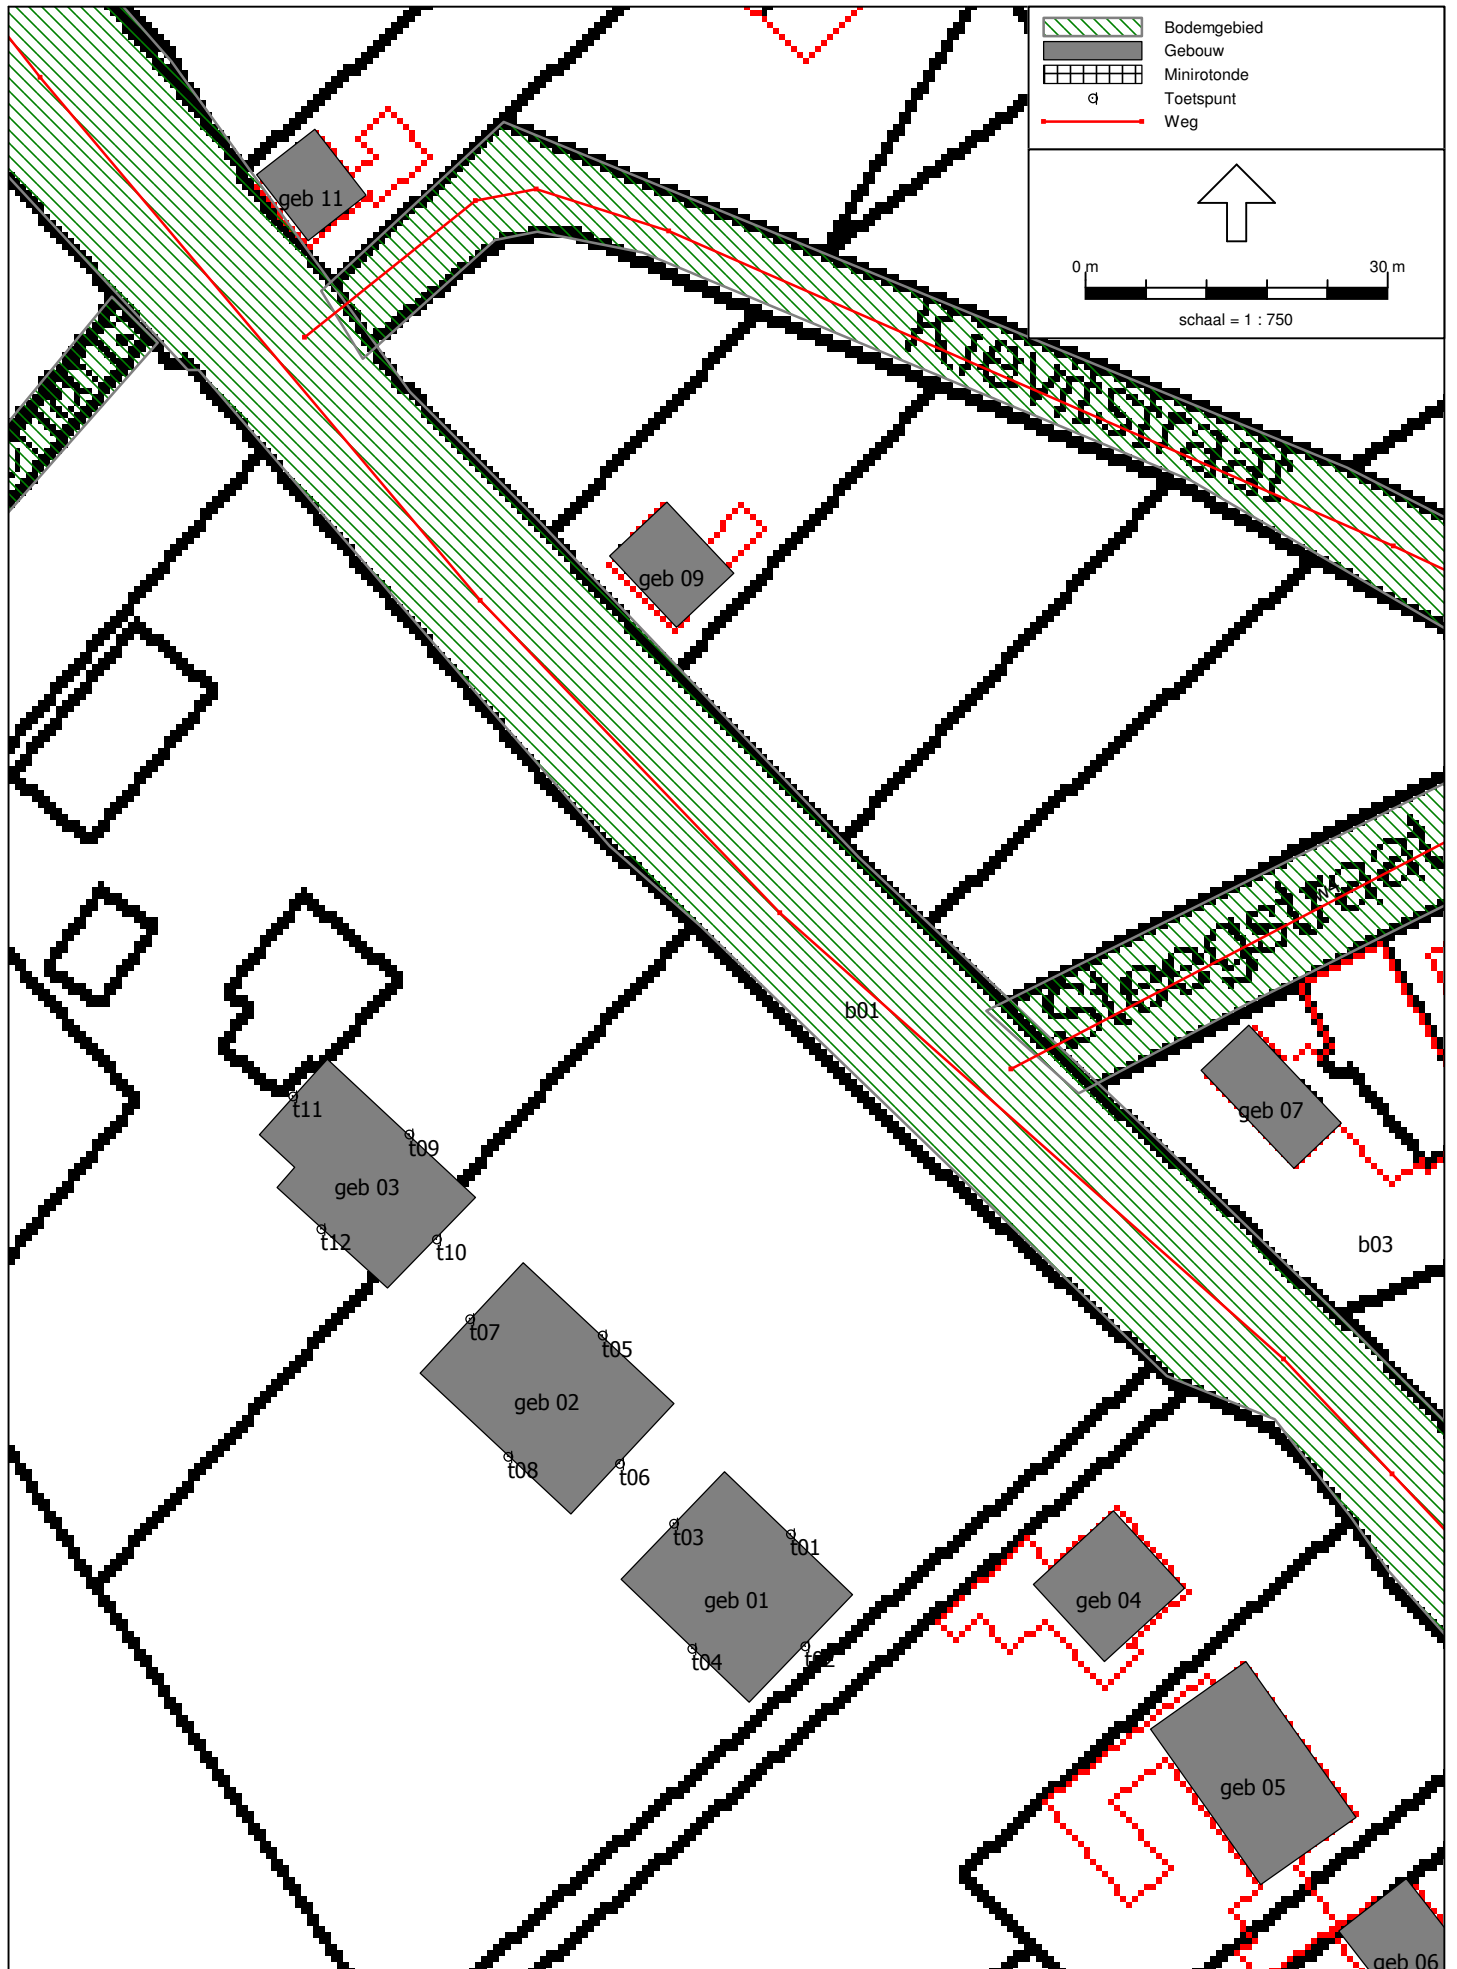 Bodemgebied
Gebouw
Minirotonde
Toetspunt
Weg
0 m 30 m
schaal = 1 : 750
geb 11
geb 09
Steegstraat
b01
geb 07
b03
t11
t09
geb 03
t12
t10
t07
t05
geb 02
t08
t06
t03
t01
geb 01
t04
t02
geb 04
geb 05
geb 06